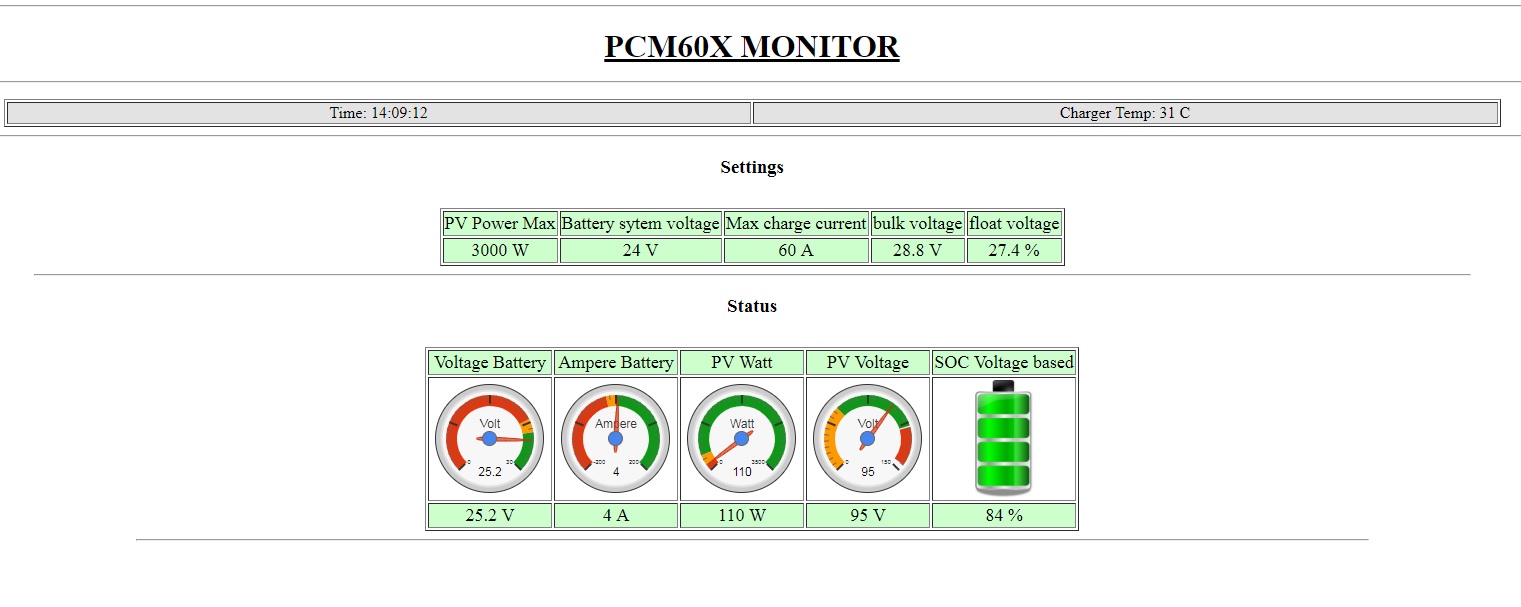 PCM60X MONITOR
Time: 14:09:12 Charger Temp: 31 C
Settings
PV Power Max Battery sytem voltage Max charge current bulk voltage float voltage
3000 W 24 V 60 A 28.8 V 27.4 %
Status
Voltage Battery Ampere Battery PV Watt PV Voltage SOC Voltage based
Volt Ampere Watt Volt
0 30 -200 200 0 3500 0 150
25.2 4 110 95
25.2 V 4 A 110 W 95 V 84 %